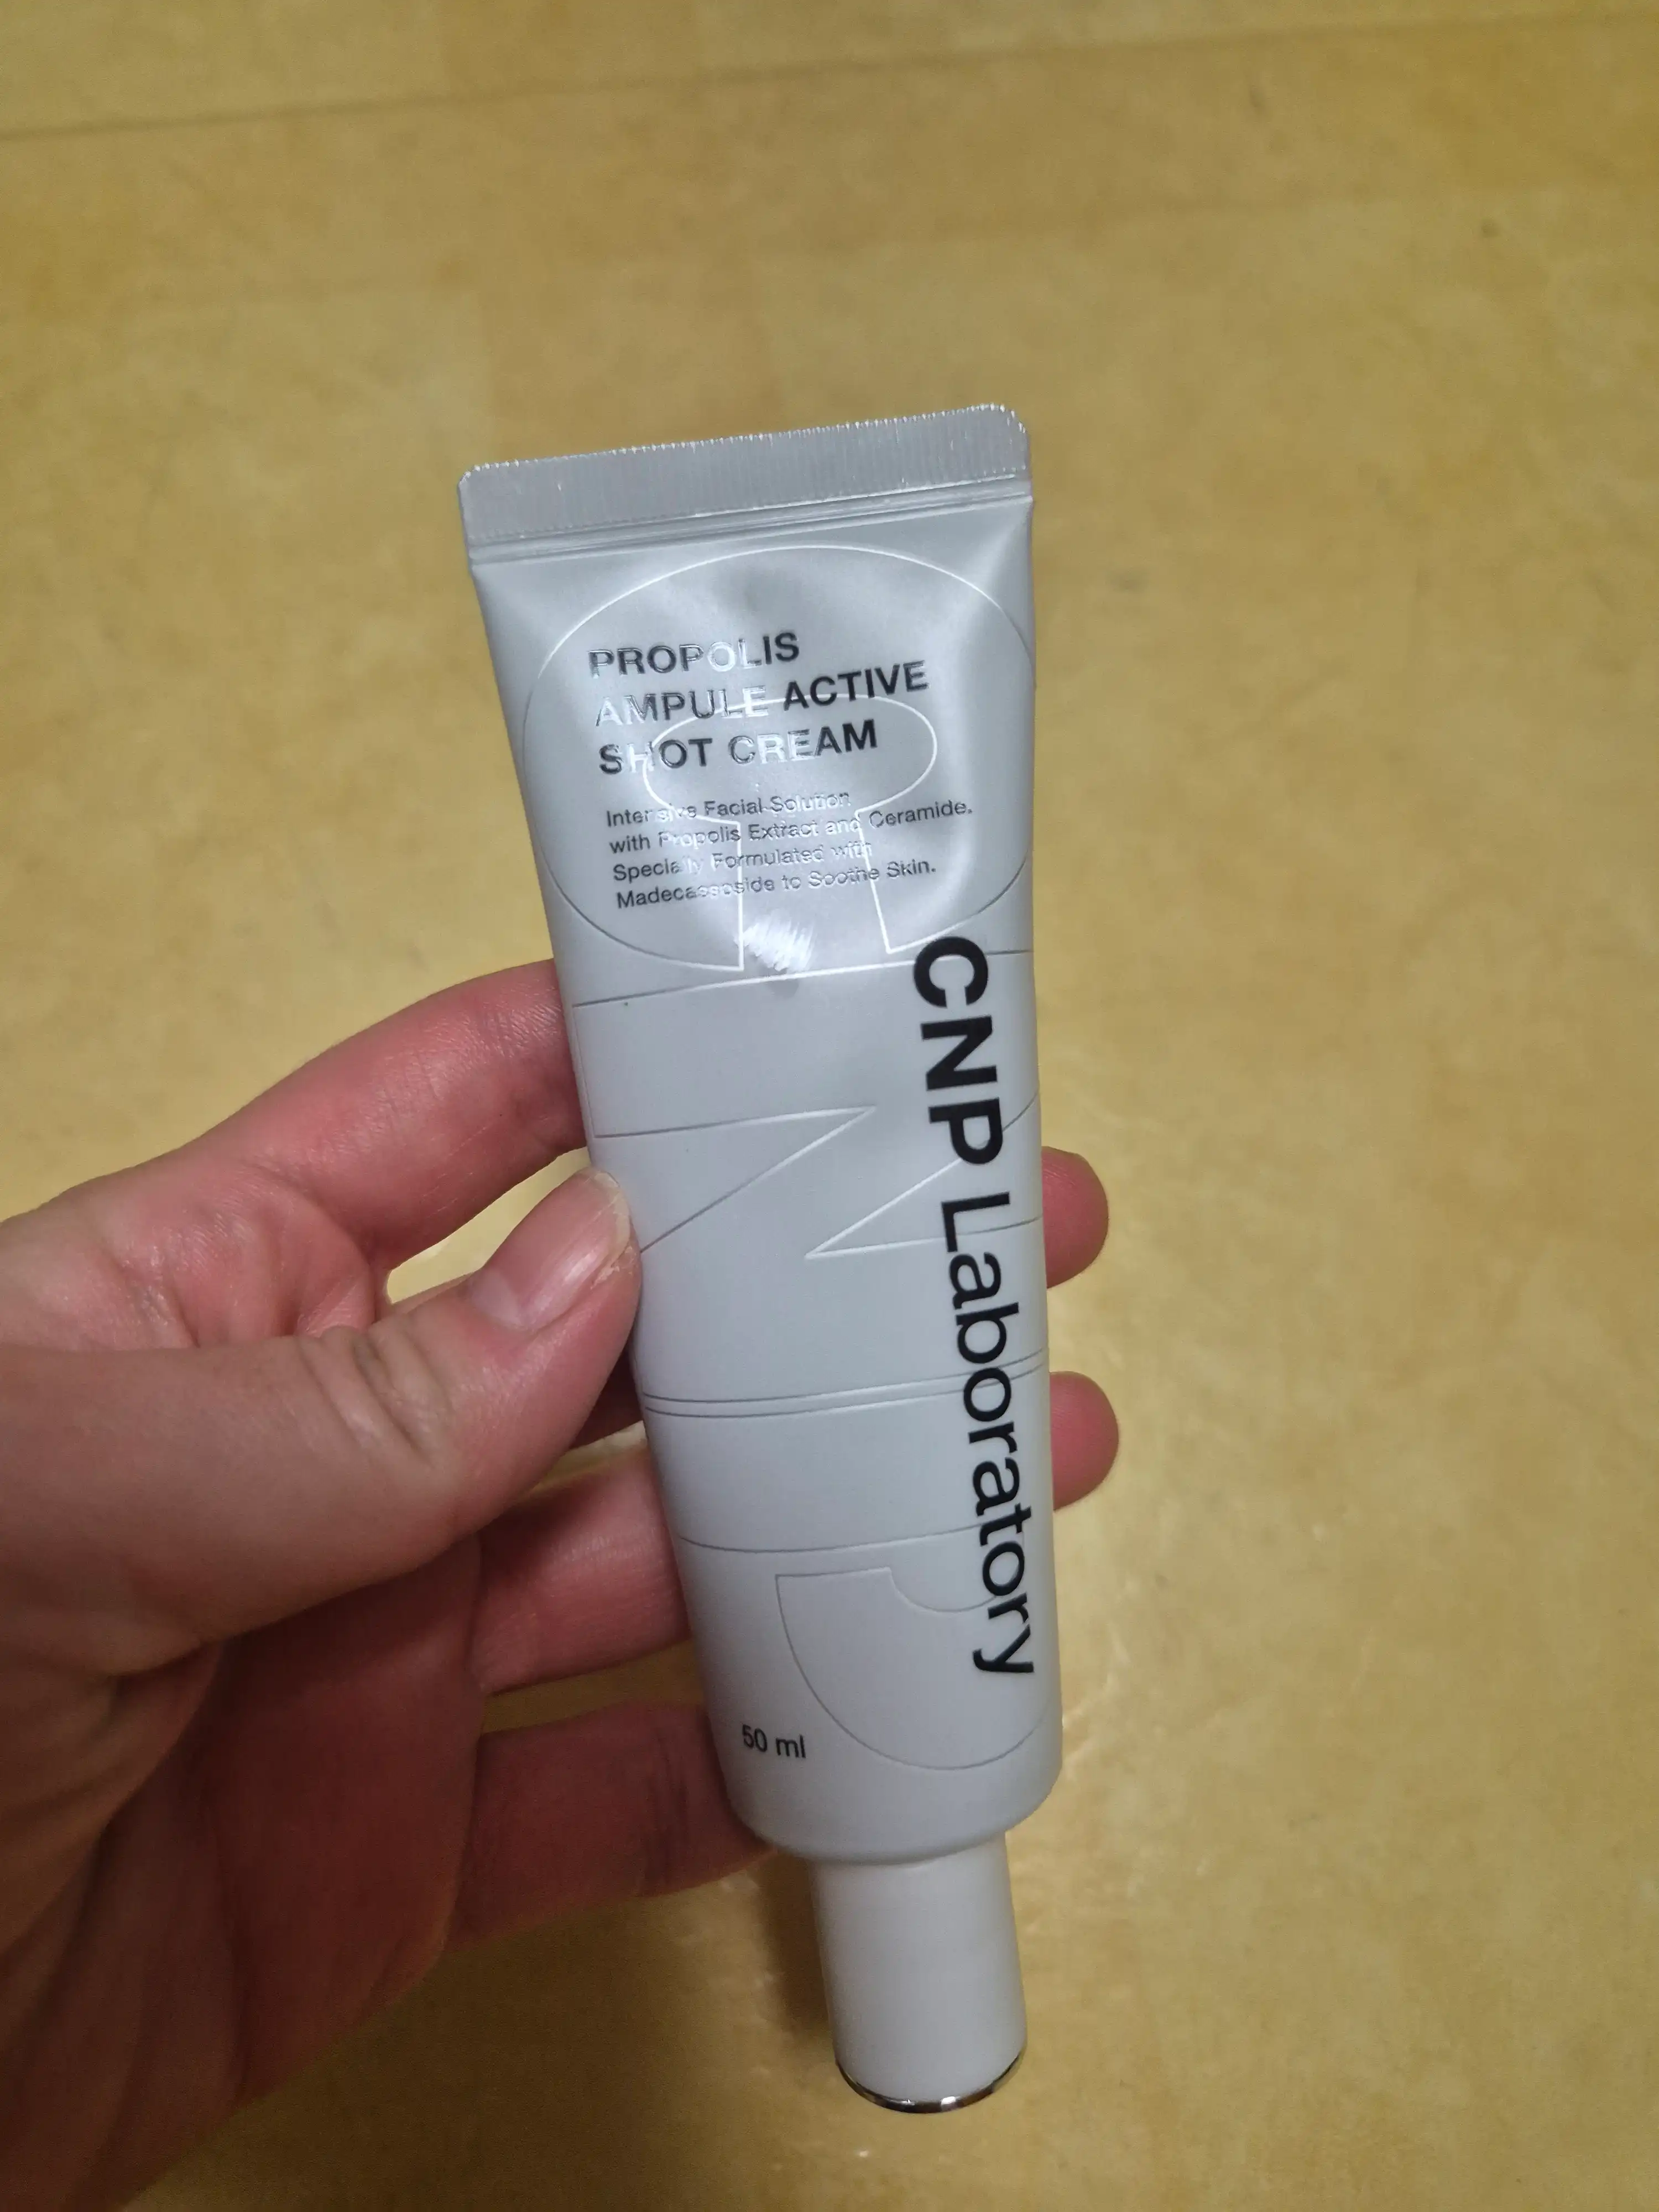 PROPOLIS
AMPULE ACTIVE
SHOT CREAM
Intensive Facial Solution
with Propolis Extract and Ceramide.
Specially Formulated with
Madecassoside to Soothe Skin.
CNP Laboratory
50 ml